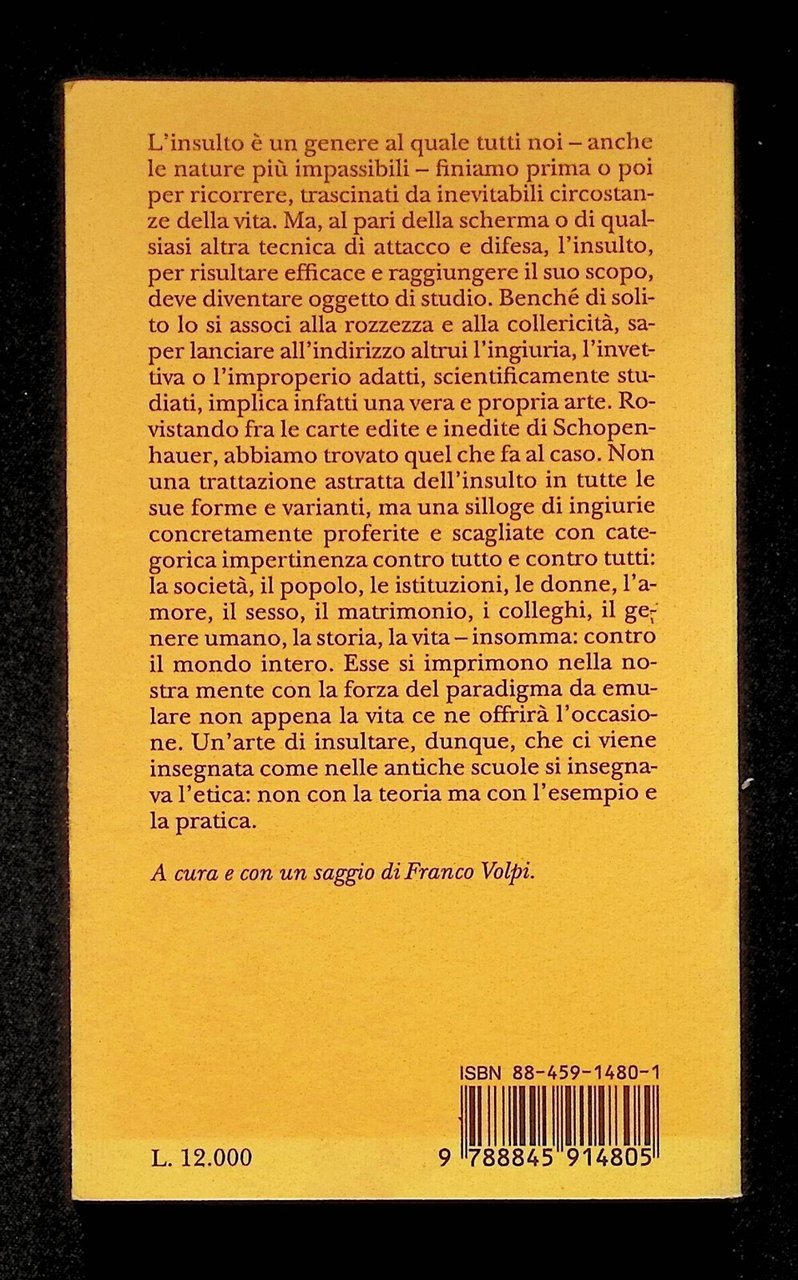 L'insulto è un genere al quale tutti noi – anche
le nature più impassibili – finiamo prima o poi
per ricorrere, trascinati da inevitabili circostan-
ze della vita. Ma, al pari della scherma o di qual-
siasi altra tecnica di attacco e difesa, l'insulto,
per risultare efficace e raggiungere il suo scopo,
deve diventare oggetto di studio. Benché di soli-
to lo si associ alla rozzezza e alla collericità, sa-
per lanciare all'indirizzo altrui l'ingiuria, l'invet-
tiva o l'improperio adatti, scientificamente stu-
diati, implica infatti una vera e propria arte. Ro-
vistando fra le carte edite e inedite di Schopen-
hauer, abbiamo trovato quel che fa al caso. Non
una trattazione astratta dell'insulto in tutte le
sue forme e varianti, ma una silloge di ingiurie
concretamente proferite e scagliate con cate-
gorica impertinenza contro tutto e contro tutti:
la società, il popolo, le istituzioni, le donne, l'a-
more, il sesso, il matrimonio, i colleghi, il ge-
nere umano, la storia, la vita – insomma: contro
il mondo intero. Esse si imprimono nella no-
stra mente con la forza del paradigma da emu-
lare non appena la vita ce ne offrirà l'occasio-
ne. Un'arte di insultare, dunque, che ci viene
insegnata come nelle antiche scuole si insegna-
va l'etica: non con la teoria ma con l'esempio e
la pratica.
A cura e con un saggio di Franco Volpi.
ISBN 88-459-1480-1
L. 12.000
9 788845 914805